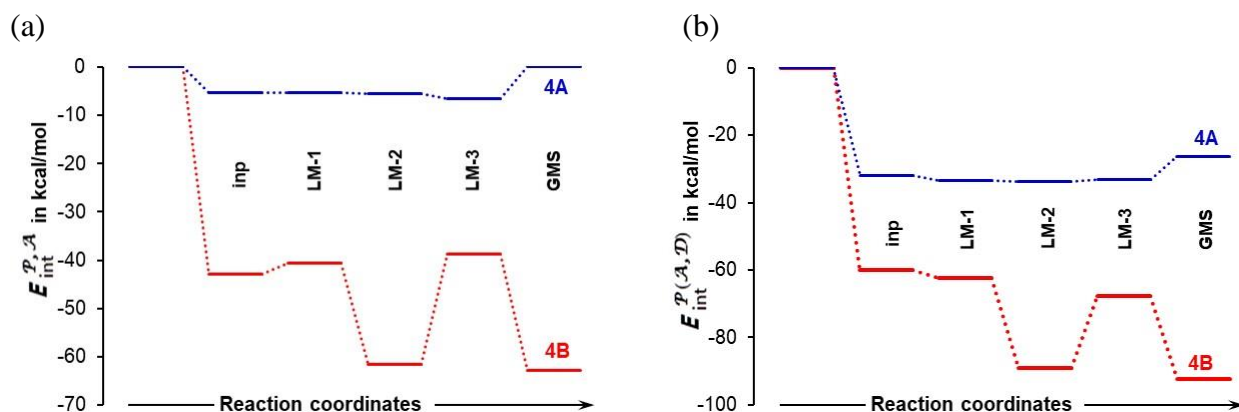 (a)
0
-10
-20
-30
-40
-50
-60
-70
E int P,A in kcal/mol
inp
LM-1
LM-2
LM-3
GMS
4A
4B
Reaction coordinates
(b)
0
-20
-40
-60
-80
-100
E int P(A,D) in kcal/mol
inp
LM-1
LM-2
LM-3
GMS
4A
4B
Reaction coordinates